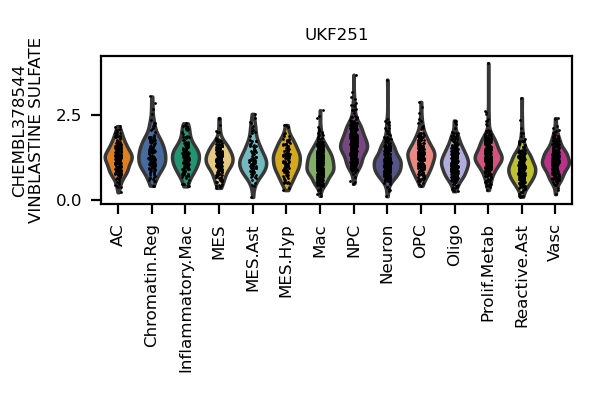 UKF251
CHEMBL378544
VINBLASTINE SULFATE
2.5
0.0
AC
Chromatin.Reg
Inflammatory.Mac
MES
MES.Ast
MES.Hyp
Mac
NPC
Neuron
OPC
Oligo
Prolif.Metab
Reactive.Ast
Vasc